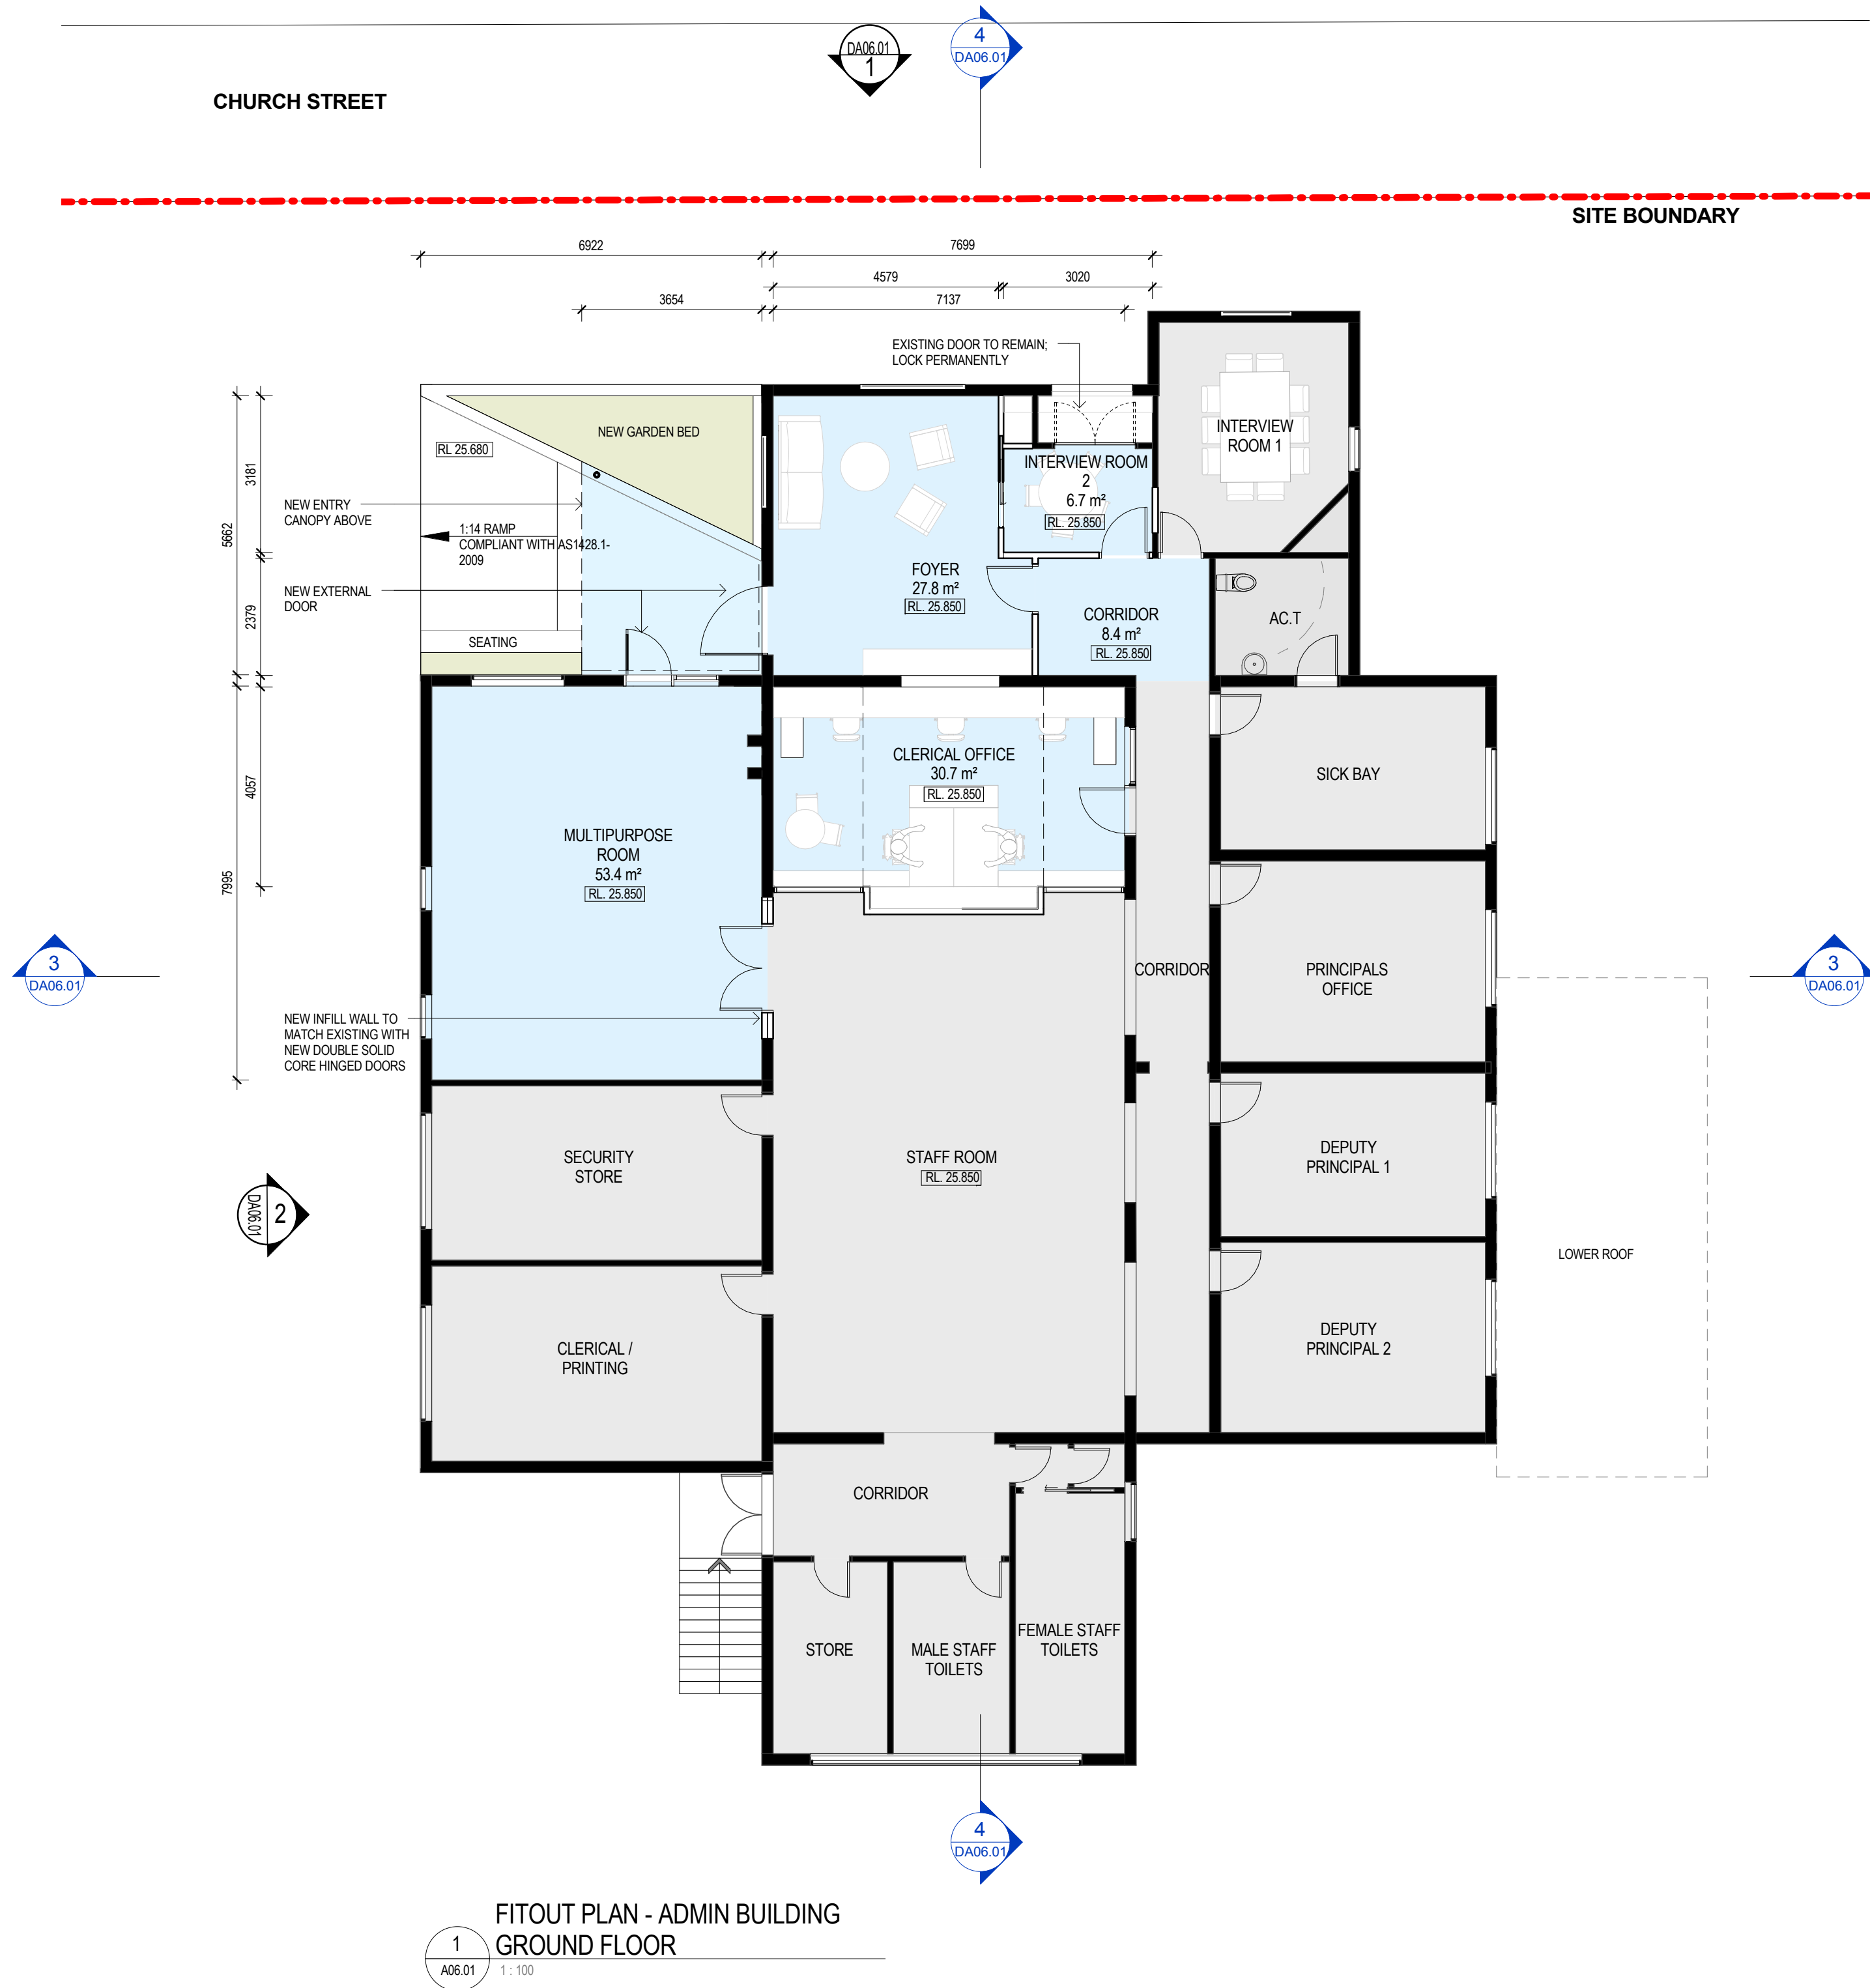 DA06.01
1
4
DA06.01
CHURCH STREET
SITE BOUNDARY
6922
7699
4579
3020
3654
7137
EXISTING DOOR TO REMAIN;
LOCK PERMANENTLY
INTERVIEW
ROOM 1
NEW GARDEN BED
RL 25.680
INTERVIEW ROOM
2
6.7 m²
RL. 25.850
3181
5662
NEW ENTRY
CANOPY ABOVE
1:14 RAMP
COMPLIANT WITH AS1428.1-
2009
FOYER
27.8 m²
RL. 25.850
NEW EXTERNAL
DOOR
2379
CORRIDOR
8.4 m²
RL. 25.850
AC.T
SEATING
4057
7995
CLERICAL OFFICE
30.7 m²
RL. 25.850
SICK BAY
MULTIPURPOSE
ROOM
53.4 m²
RL. 25.850
3
DA06.01
CORRIDOR
PRINCIPALS
OFFICE
3
DA06.01
NEW INFILL WALL TO
MATCH EXISTING WITH
NEW DOUBLE SOLID
CORE HINGED DOORS
SECURITY
STORE
STAFF ROOM
RL. 25.850
DEPUTY
PRINCIPAL 1
DA06.01
2
LOWER ROOF
CLERICAL /
PRINTING
DEPUTY
PRINCIPAL 2
CORRIDOR
STORE
MALE STAFF
TOILETS
FEMALE STAFF
TOILETS
4
DA06.01
FITOUT PLAN - ADMIN BUILDING
GROUND FLOOR
1
A06.01
1 : 100